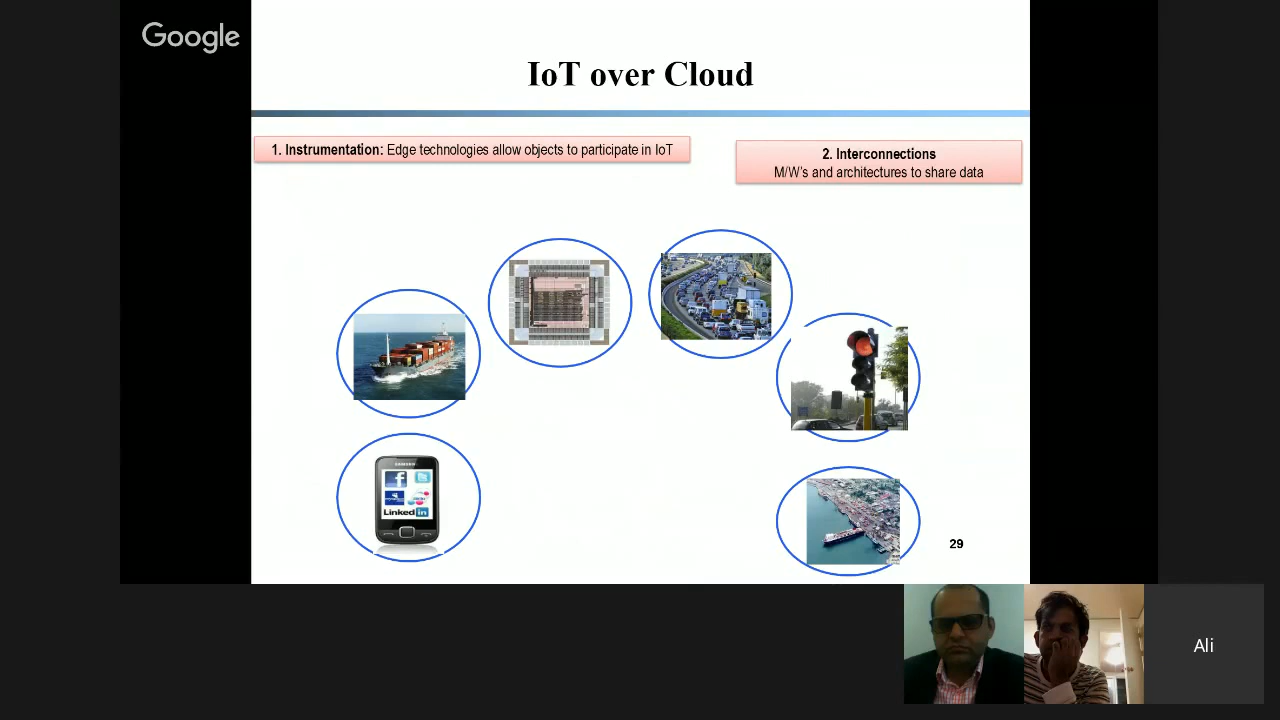 Google
IoT over Cloud
1. Instrumentation: Edge technologies allow objects to participate in IoT
2. Interconnections
M/W's and architectures to share data
SAMSUNG
f
Linked in
29
Ali